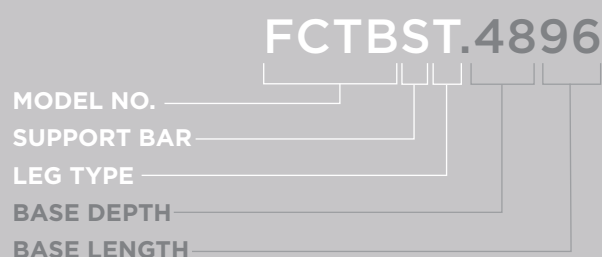 FCTBST.4896
MODEL NO.
SUPPORT BAR
LEG TYPE
BASE DEPTH
BASE LENGTH